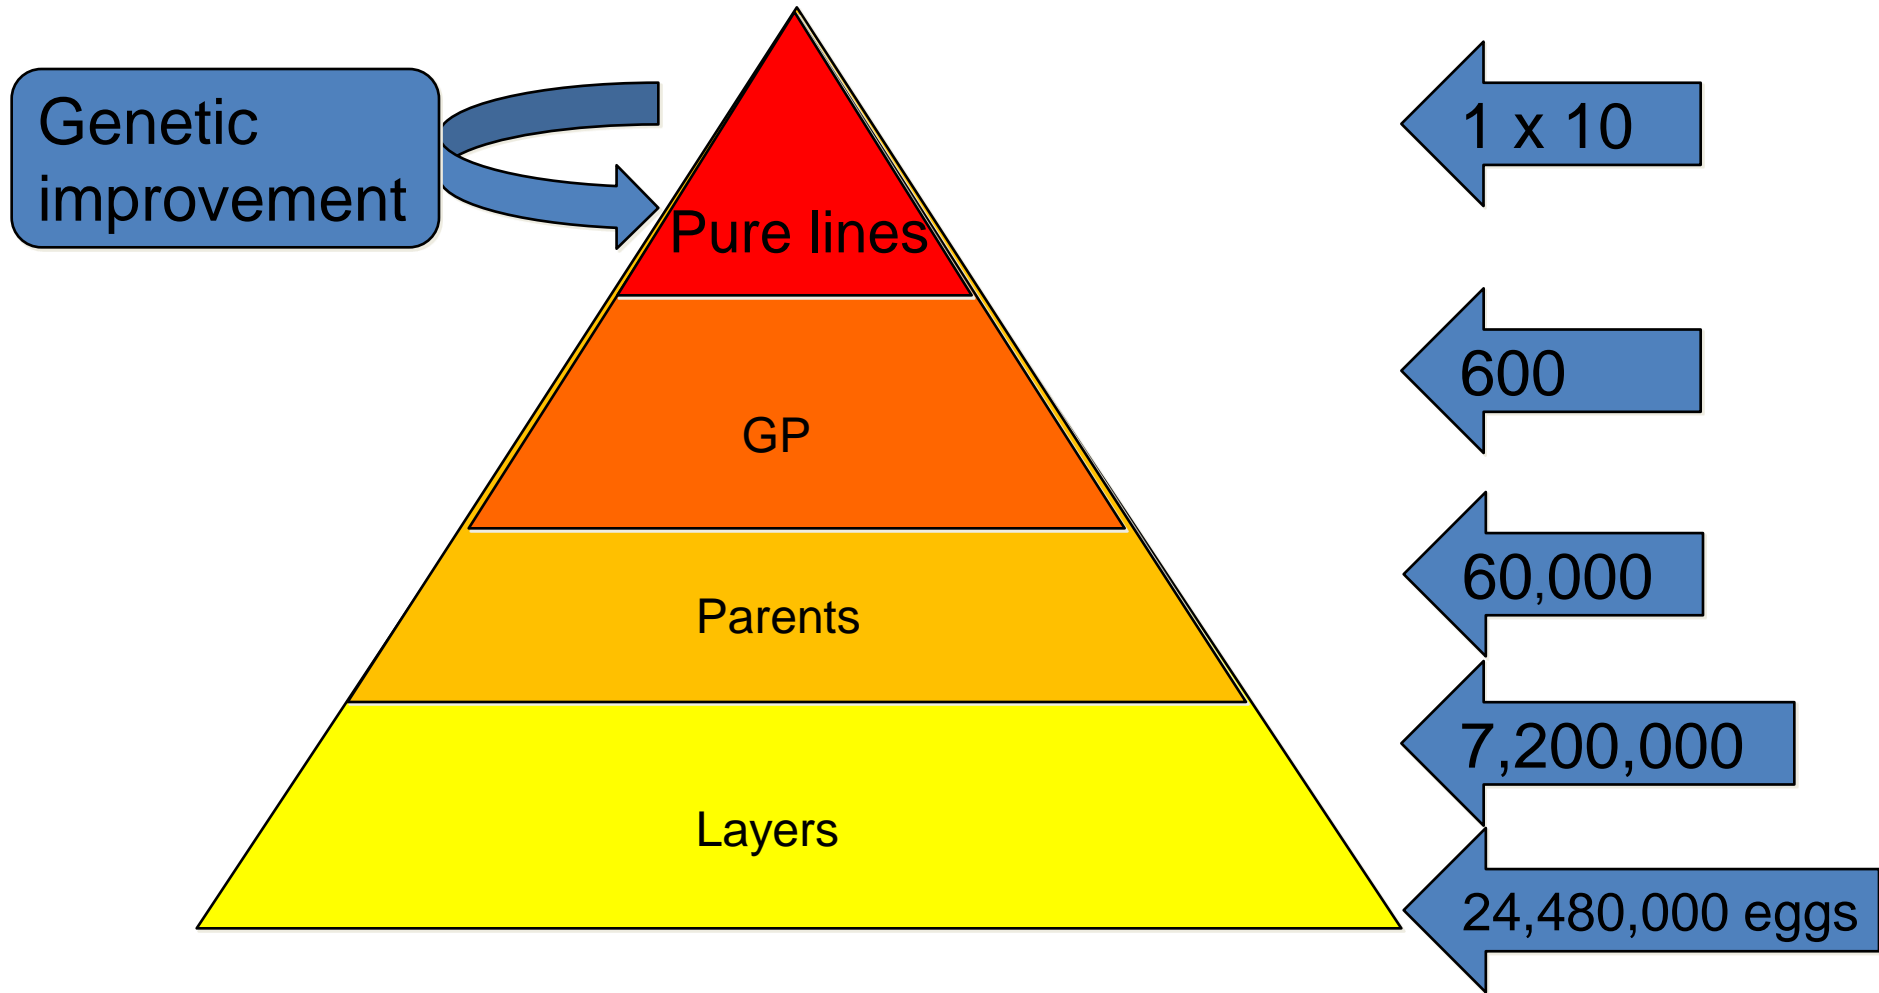 Genetic
improvement
Pure lines
GP
Parents
Layers
1 x 10
600
60,000
7,200,000
24,480,000 eggs